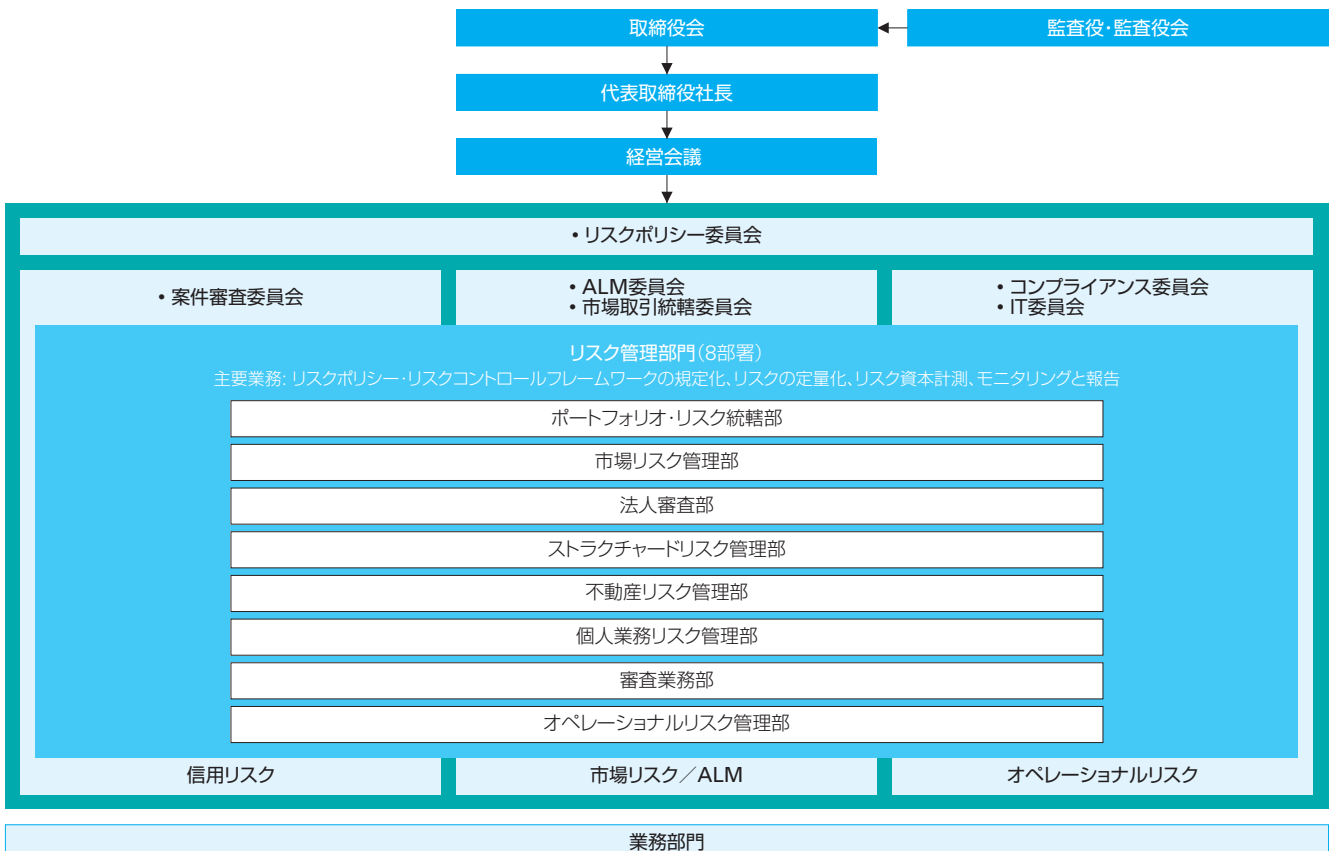 取締役会
監査役・監査役会
代表取締役社長
経営会議
• リスクポリシー委員会
• 案件審査委員会
• ALM委員会
• 市場取引統轄委員会
• コンプライアンス委員会
• IT委員会
リスク管理部門(8部署)
主要業務: リスクポリシー・リスクコントロールフレームワークの規定化、リスクの定量化、リスク資本計測、モニタリングと報告
ポートフォリオ・リスク統轄部
市場リスク管理部
法人審査部
ストラクチャードリスク管理部
不動産リスク管理部
個人業務リスク管理部
審査業務部
オペレーショナルリスク管理部
信用リスク
市場リスク／ALM
オペレーショナルリスク
業務部門